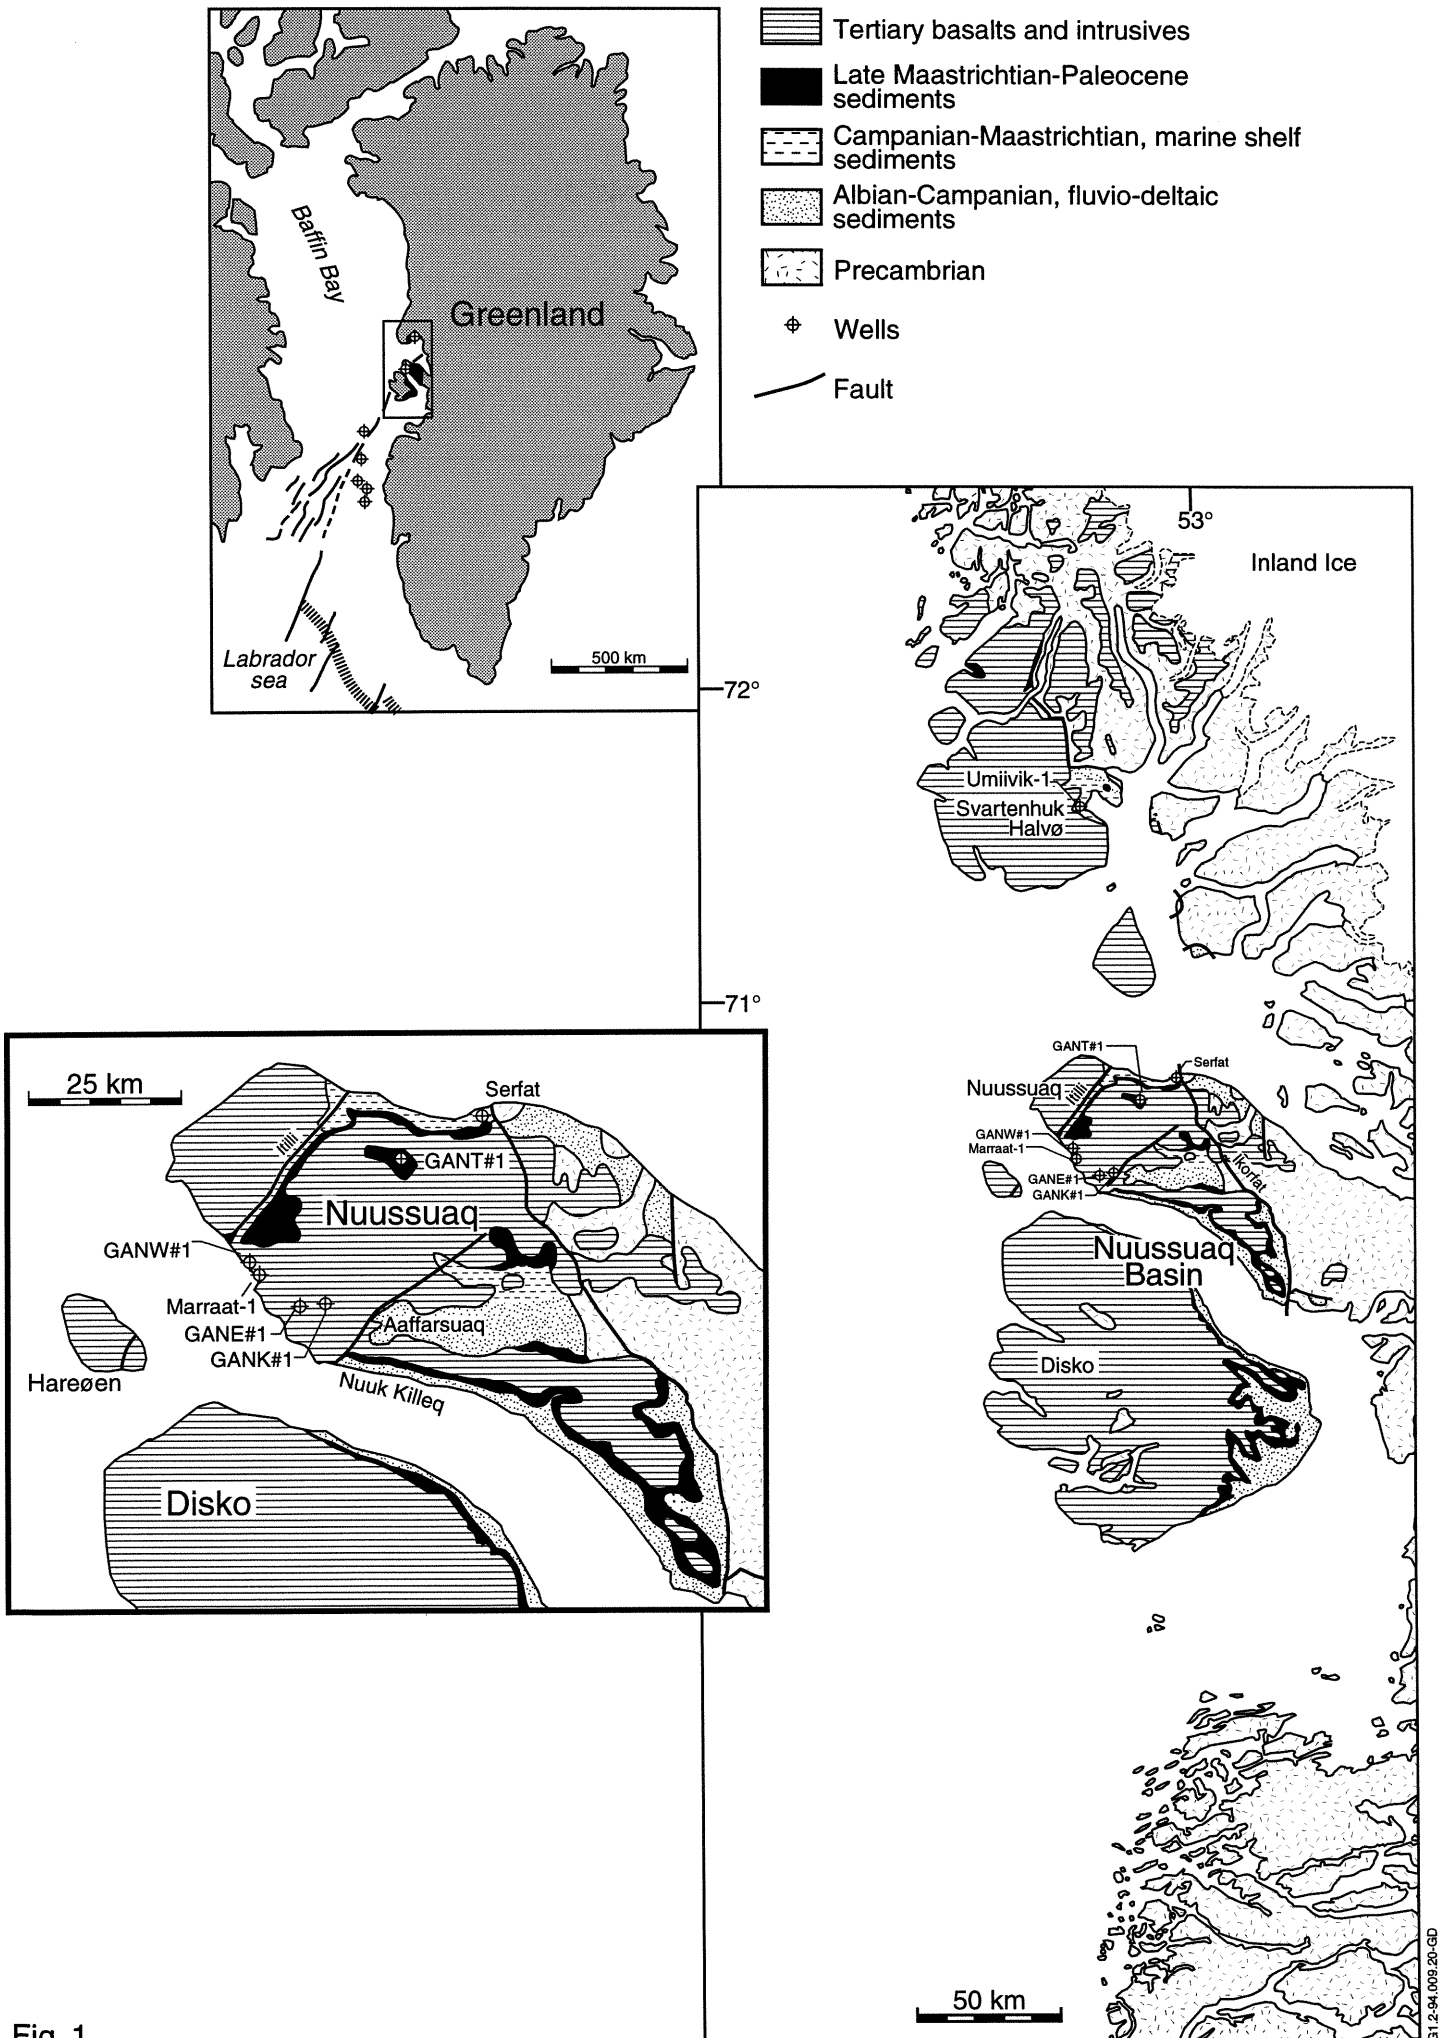 Tertiary basalts and intrusives
Late Maastrichtian-Paleocene
sediments
Campanian-Maastrichtian, marine shelf
sediments
Albian-Campanian, fluvio-deltaic
sediments
Precambrian
Wells
Fault
Baffin Bay
Greenland
Labrador
sea
500 km
53°
Inland Ice
72°
Umiivik-1
Svartenhuk
Halvø
71°
GANT#1
Serfat
Nuussuaq
Itilli
GANW#1
Marraat-1
GANE#1
GANK#1
Ikorfat
Nuussuaq
Basin
Disko
50 km
25 km
Serfat
Itilli
GANT#1
Nuussuaq
GANW#1
Marraat-1
GANE#1
GANK#1
Aaffarsuaq
Hareøen
Nuuk Killeq
Disko
Fig. 1
G1.2-94.009.20-GD